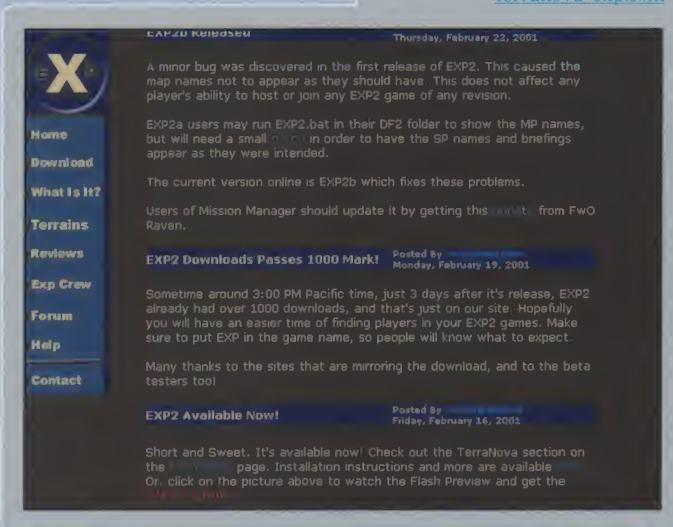 EXP2b Released
Thursday, February 22, 2001
X
A minor bug was discovered in the first release of EXP2. This caused the
map names not to appear as they should have. This does not affect any
player's ability to host or join any EXP2 game of any revision.
EXP2a users may run EXP2.bat in their DF2 folder to show the MP names,
but will need a small in order to have the SP names and briefings
appear as they were intended.
The current version online is EXP2b which fixes these problems.
Users of Mission Manager should update it by getting this update from FwO
Raven.
Home
Download
What Is It?
Terrains
Reviews
Exp Crew
Forum
Help
Contact
EXP2 Downloads Passes 1000 Mark!
Posted By
Monday, February 19, 2001
Sometime around 3:00 PM Pacific time, just 3 days after it's release, EXP2
already had over 1000 downloads, and that's just on our site. Hopefully
you will have an easier time of finding players in your EXP2 games. Make
sure to put EXP in the game name, so people will know what to expect.
Many thanks to the sites that are mirroring the download, and to the beta
testers too!
EXP2 Available Now!
Posted By
Friday, February 16, 2001
Short and Sweet. It's available now! Check out the TerraNova section on
the page. Installation instructions and more are available
Or, click on the picture above to watch the Flash Preview and get the